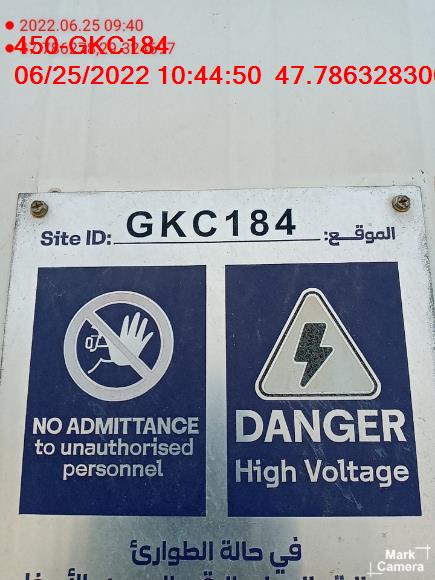 2022.06.25 09:40
450-GKC184
06/25/2022 10:44:50 47.78632830
Site ID: GKC184 الموقع:
NO ADMITTANCE
to unauthorised
personnel
DANGER
High Voltage
في حالة الطوارئ
Mark
Camera